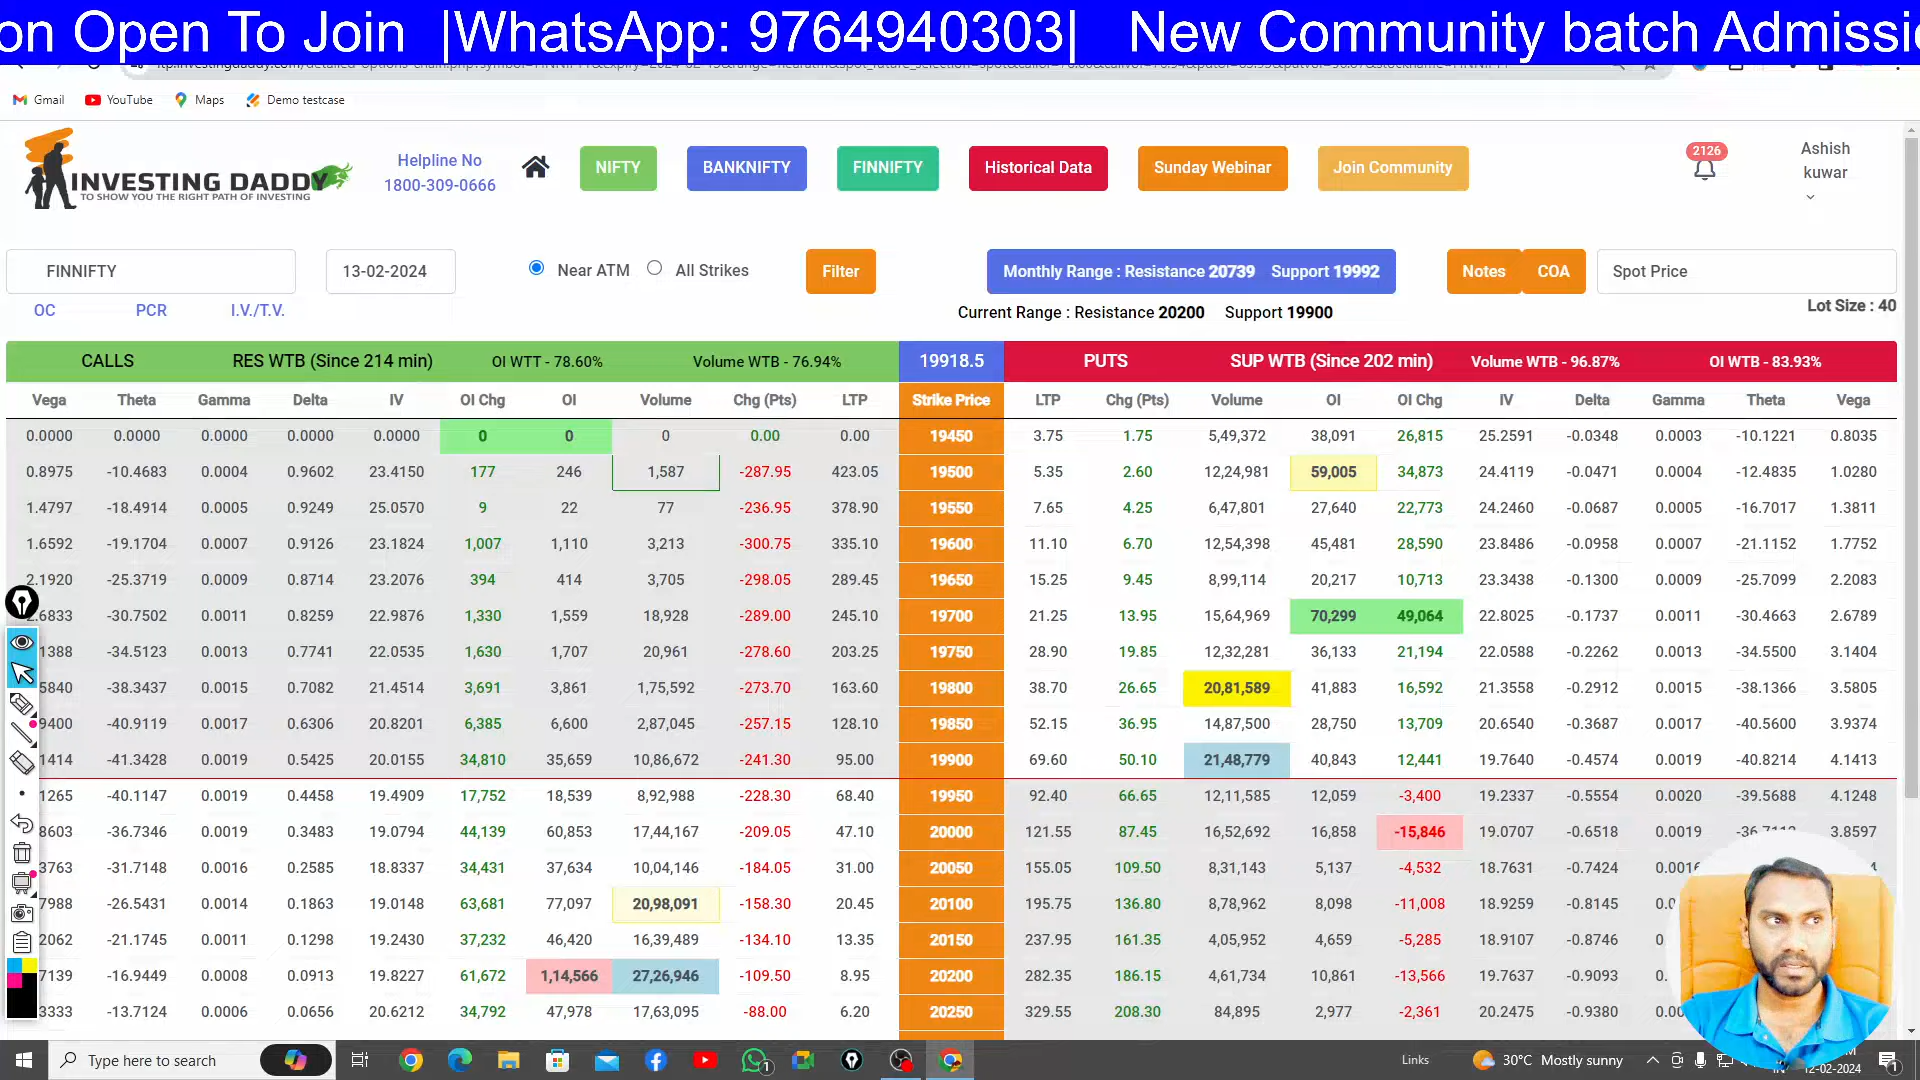 on Open To Join |WhatsApp: 9764940303| New Community batch Admissi
Gmail YouTube Maps Demo testcase
INVESTING DADDY
TO SHOW YOU THE RIGHT PATH OF INVESTING
Helpline No
1800-309-0666
NIFTY BANKNIFTY FINNIFTY Historical Data Sunday Webinar Join Community
2126
Ashish
kuwar
FINNIFTY 13-02-2024 Near ATM All Strikes Filter Monthly Range : Resistance 20739 Support 19992 Notes COA Spot Price
OC PCR I.V./T.V. Current Range : Resistance 20200 Support 19900 Lot Size : 40
CALLS RES WTB (Since 214 min) OI WTT - 78.60% Volume WTB - 76.94% 19918.5 PUTS SUP WTB (Since 202 min) Volume WTB - 96.87% OI WTB - 83.93%
Vega Theta Gamma Delta IV OI Chg OI Volume Chg (Pts) LTP Strike Price LTP Chg (Pts) Volume OI OI Chg IV Delta Gamma Theta Vega
0.0000 0.0000 0.0000 0.0000 0.0000 0 0 0 0.00 0.00 19450 3.75 1.75 5,49,372 38,091 26,815 25.2591 -0.0348 0.0003 -10.1221 0.8035
0.8975 -10.4683 0.0004 0.9602 23.4150 177 246 1,587 -287.95 423.05 19500 5.35 2.60 12,24,981 59,005 34,873 24.4119 -0.0471 0.0004 -12.4835 1.0280
1.4797 -18.4914 0.0005 0.9249 25.0570 9 22 77 -236.95 378.90 19550 7.65 4.25 6,47,801 27,640 22,773 24.2460 -0.0687 0.0005 -16.7017 1.3811
1.6592 -19.1704 0.0007 0.9126 23.1824 1,007 1,110 3,213 -300.75 335.10 19600 11.10 6.70 12,54,398 45,481 28,590 23.8486 -0.0958 0.0007 -21.1152 1.7752
2.1920 -25.3719 0.0009 0.8714 23.2076 394 414 3,705 -298.05 289.45 19650 15.25 9.45 8,99,114 20,217 10,713 23.3438 -0.1300 0.0009 -25.7099 2.2083
2.6833 -30.7502 0.0011 0.8259 22.9876 1,330 1,559 18,928 -289.00 245.10 19700 21.25 13.95 15,64,969 70,299 49,064 22.8025 -0.1737 0.0011 -30.4663 2.6789
1388 -34.5123 0.0013 0.7741 22.0535 1,630 1,707 20,961 -278.60 203.25 19750 28.90 19.85 12,32,281 36,133 21,194 22.0588 -0.2262 0.0013 -34.5500 3.1404
5840 -38.3437 0.0015 0.7082 21.4514 3,691 3,861 1,75,592 -273.70 163.60 19800 38.70 26.65 20,81,589 41,883 16,592 21.3558 -0.2912 0.0015 -38.1366 3.5805
9400 -40.9119 0.0017 0.6306 20.8201 6,385 6,600 2,87,045 -257.15 128.10 19850 52.15 36.95 14,87,500 28,750 13,709 20.6540 -0.3687 0.0017 -40.5600 3.9374
1414 -41.3428 0.0019 0.5425 20.0155 34,810 35,659 10,86,672 -241.30 95.00 19900 69.60 50.10 21,48,779 40,843 12,441 19.7640 -0.4574 0.0019 -40.8214 4.1413
1265 -40.1147 0.0019 0.4458 19.4909 17,752 18,539 8,92,988 -228.30 68.40 19950 92.40 66.65 12,11,585 12,059 -3,400 19.2337 -0.5554 0.0020 -39.5688 4.1248
8603 -36.7346 0.0019 0.3483 19.0794 44,139 60,853 17,44,167 -209.05 47.10 20000 121.55 87.45 16,52,692 16,858 -15,846 19.0707 -0.6518 0.0019 3.8597
3763 -31.7148 0.0016 0.2585 18.8337 34,431 37,634 10,04,146 -184.05 31.00 20050 155.05 109.50 8,31,143 5,137 -4,532 18.7631 -0.7424
7988 -26.5431 0.0014 0.1863 19.0148 63,681 77,097 20,98,091 -158.30 20.45 20100 195.75 136.80 8,78,962 8,098 -11,008 18.9259 -0.8145
2062 -21.1745 0.0011 0.1298 19.2430 37,232 46,420 16,39,489 -134.10 13.35 20150 237.95 161.35 4,05,952 4,659 -5,285 18.9107 -0.8746
7139 -16.9449 0.0008 0.0913 19.8227 61,672 1,14,566 27,26,946 -109.50 8.95 20200 282.35 186.15 4,61,734 10,861 -13,566 19.7637 -0.9093
3333 -13.7124 0.0006 0.0656 20.6212 34,792 47,978 17,63,095 -88.00 6.20 20250 329.55 208.30 84,895 2,977 -2,361 20.2475 -0.9380
Type here to search Links 30°C Mostly sunny 12-02-2024